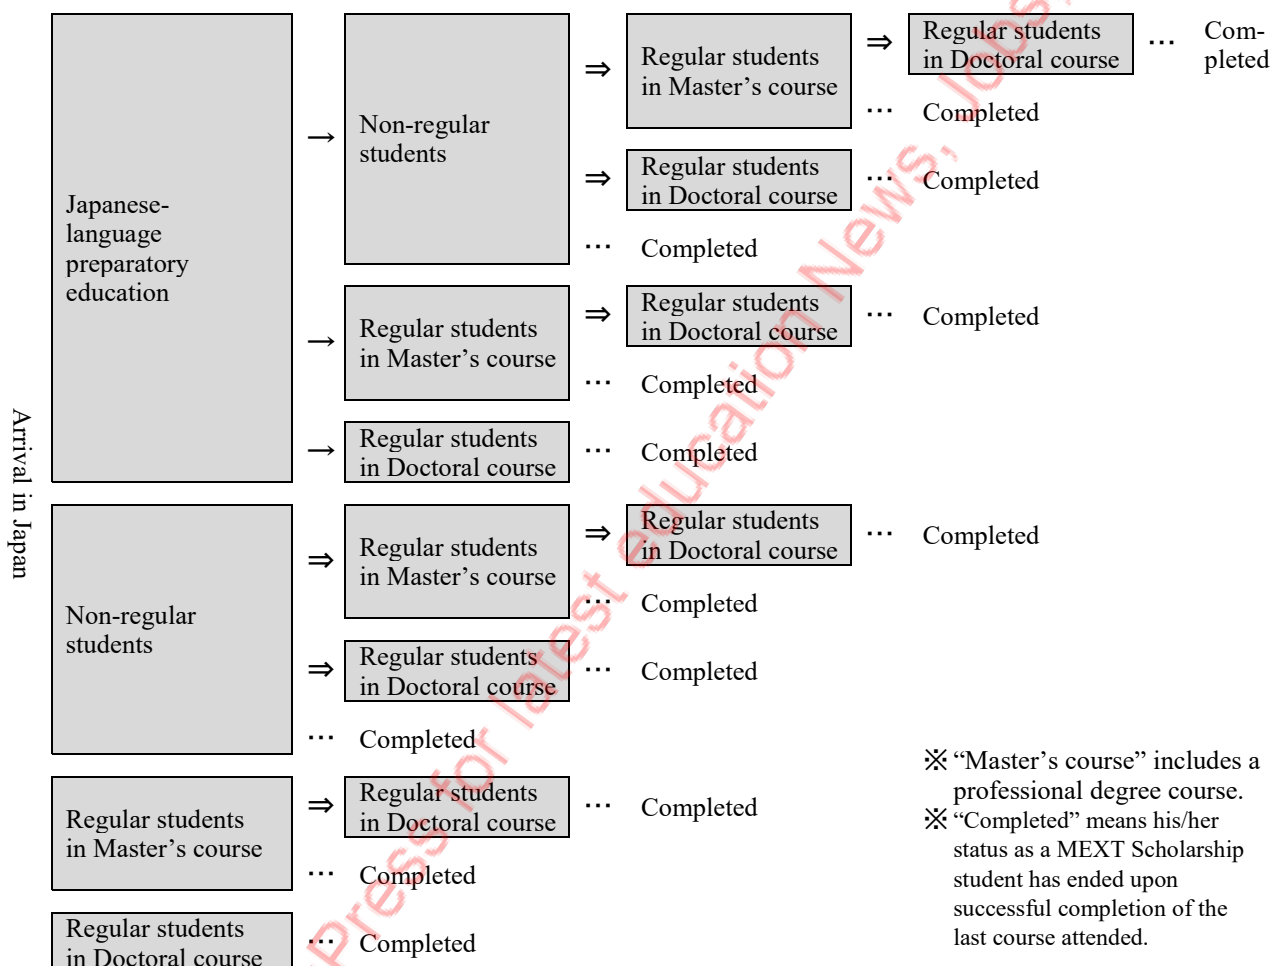 Arrival in Japan
Japanese-
language
preparatory
education
→
Non-regular
students
⇒
Regular students
in Master’s course
⇒
Regular students
in Doctoral course
…
Com-
pleted
…
Completed
⇒
Regular students
in Doctoral course
…
Completed
…
Completed
→
Regular students
in Master’s course
⇒
Regular students
in Doctoral course
…
Completed
…
Completed
→
Regular students
in Doctoral course
…
Completed
Non-regular
students
⇒
Regular students
in Master’s course
⇒
Regular students
in Doctoral course
…
Completed
…
Completed
⇒
Regular students
in Doctoral course
…
Completed
…
Completed
Regular students
in Master’s course
⇒
Regular students
in Doctoral course
…
Completed
…
Completed
Regular students
in Doctoral course
…
Completed
※ “Master’s course” includes a
professional degree course.
※ “Completed” means his/her
status as a MEXT Scholarship
student has ended upon
successful completion of the
last course attended.
Press for latest education News, Jobs,